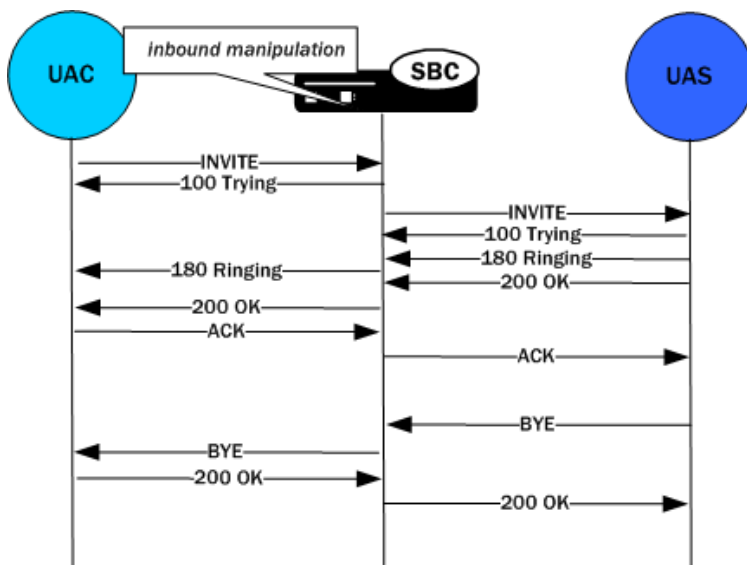 inbound manipulation
UAC
SBC
UAS
INVITE
100 Trying
INVITE
100 Trying
180 Ringing
180 Ringing
200 OK
200 OK
ACK
ACK
BYE
BYE
200 OK
200 OK